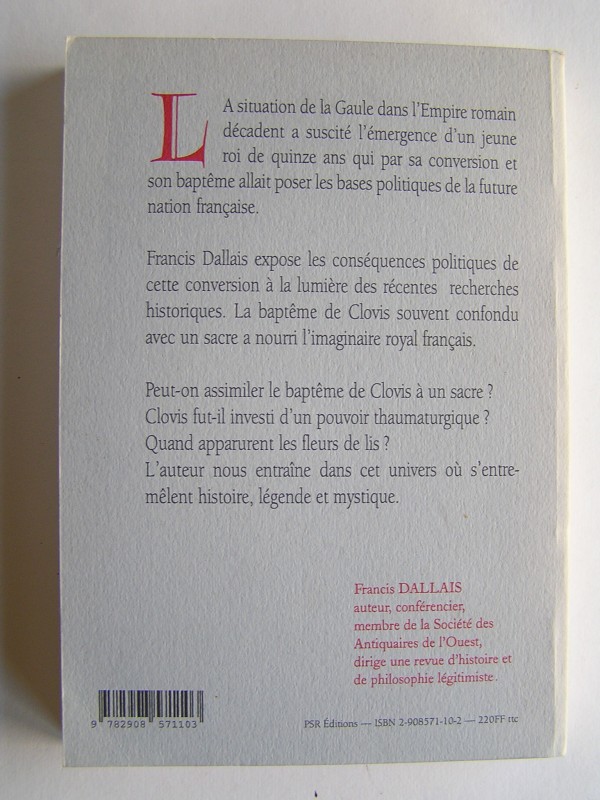 LA situation de la Gaule dans l'Empire romain
décadent a suscité l'émergence d'un jeune
roi de quinze ans qui par sa conversion et
son baptême allait poser les bases politiques de la future
nation française.
Francis Dallais expose les conséquences politiques de
cette conversion à la lumière des récentes recherches
historiques. La baptême de Clovis souvent confondu
avec un sacre a nourri l'imaginaire royal français.
Peut-on assimiler le baptême de Clovis à un sacre ?
Clovis fut-il investi d'un pouvoir thaumaturgique ?
Quand apparurent les fleurs de lis ?
L'auteur nous entraîne dans cet univers où s'entre-
mêlent histoire, légende et mystique.
Francis DALLAIS
auteur, conférencier,
membre de la Société des
Antiquaires de l'Ouest,
dirige une revue d'histoire et
de philosophie légitimiste.
9 782908 571103
PSR Éditions — ISBN 2-908571-10-2 — 220FF ttc